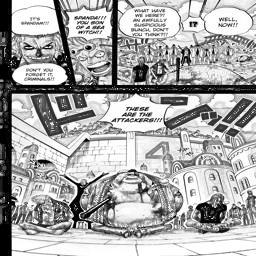 IT'S
SPANDAM!!!
DON'T YOU
FORGET IT,
CRIMINALS!!
SPANDA!!!
YOU SON
OF A SEA
WITCH!!
WHAT HAVE
WE HERE?!
AN AWFULLY
SUSPICIOUS
BUNCH, DON'T
YOU THINK?!
!?
WELL,
NOW!!
THESE
ARE THE
ATTACKERS!!!